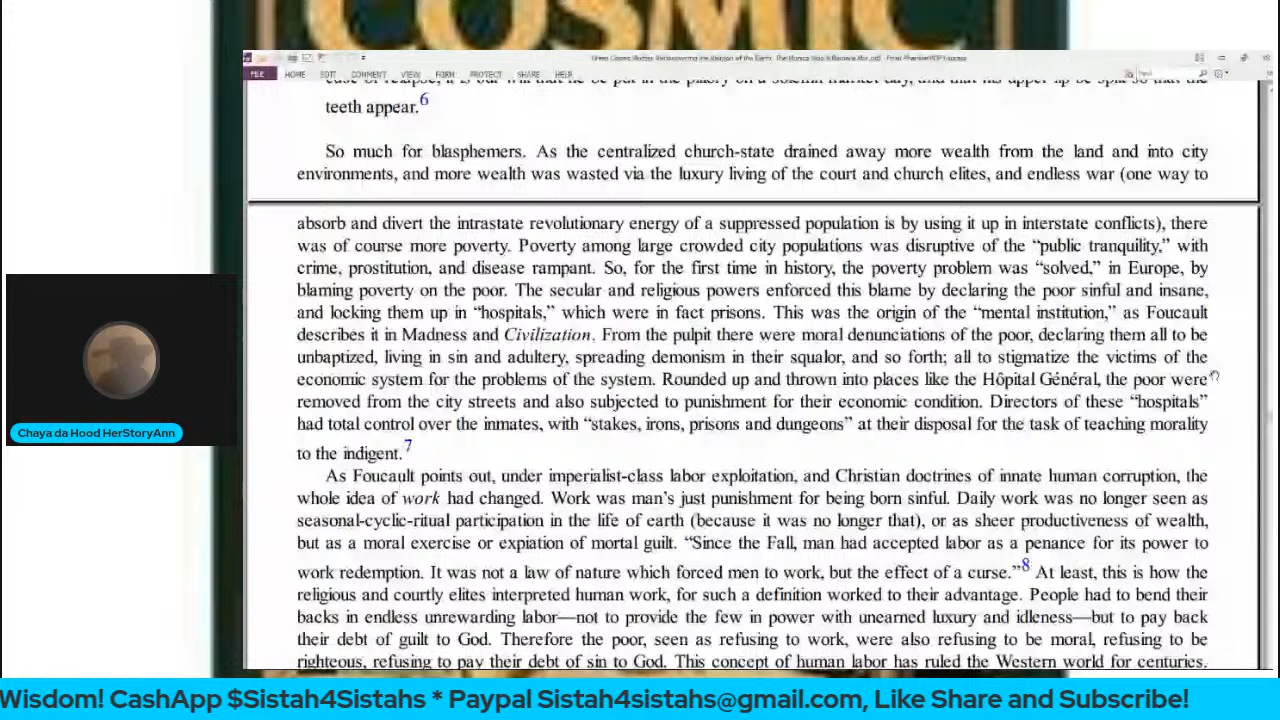 COSMIC
FILE HOME EDIT COMMENT VIEW FORM PROTECT SHARE HELP
teeth appear.6
So much for blasphemers. As the centralized church-state drained away more wealth from the land and into city
environments, and more wealth was wasted via the luxury living of the court and church elites, and endless war (one way to
absorb and divert the intrastate revolutionary energy of a suppressed population is by using it up in interstate conflicts), there
was of course more poverty. Poverty among large crowded city populations was disruptive of the “public tranquility,” with
crime, prostitution, and disease rampant. So, for the first time in history, the poverty problem was “solved,” in Europe, by
blaming poverty on the poor. The secular and religious powers enforced this blame by declaring the poor sinful and insane,
and locking them up in “hospitals,” which were in fact prisons. This was the origin of the “mental institution,” as Foucault
describes it in Madness and Civilization. From the pulpit there were moral denunciations of the poor, declaring them all to be
unbaptized, living in sin and adultery, spreading demonism in their squalor, and so forth; all to stigmatize the victims of the
economic system for the problems of the system. Rounded up and thrown into places like the Hôpital Général, the poor were
removed from the city streets and also subjected to punishment for their economic condition. Directors of these “hospitals”
had total control over the inmates, with “stakes, irons, prisons and dungeons” at their disposal for the task of teaching morality
to the indigent.7
As Foucault points out, under imperialist-class labor exploitation, and Christian doctrines of innate human corruption, the
whole idea of work had changed. Work was man’s just punishment for being born sinful. Daily work was no longer seen as
seasonal-cyclic-ritual participation in the life of earth (because it was no longer that), or as sheer productiveness of wealth,
but as a moral exercise or expiation of mortal guilt. “Since the Fall, man had accepted labor as a penance for its power to
work redemption. It was not a law of nature which forced men to work, but the effect of a curse.”8 At least, this is how the
religious and courtly elites interpreted human work, for such a definition worked to their advantage. People had to bend their
backs in endless unrewarding labor—not to provide the few in power with unearned luxury and idleness—but to pay back
their debt of guilt to God. Therefore the poor, seen as refusing to work, were also refusing to be moral, refusing to be
righteous, refusing to pay their debt of sin to God. This concept of human labor has ruled the Western world for centuries.
Chaya da Hood HerStoryAnn
Wisdom! CashApp $Sistah4Sistahs * Paypal Sistah4sistahs@gmail.com, Like Share and Subscribe!